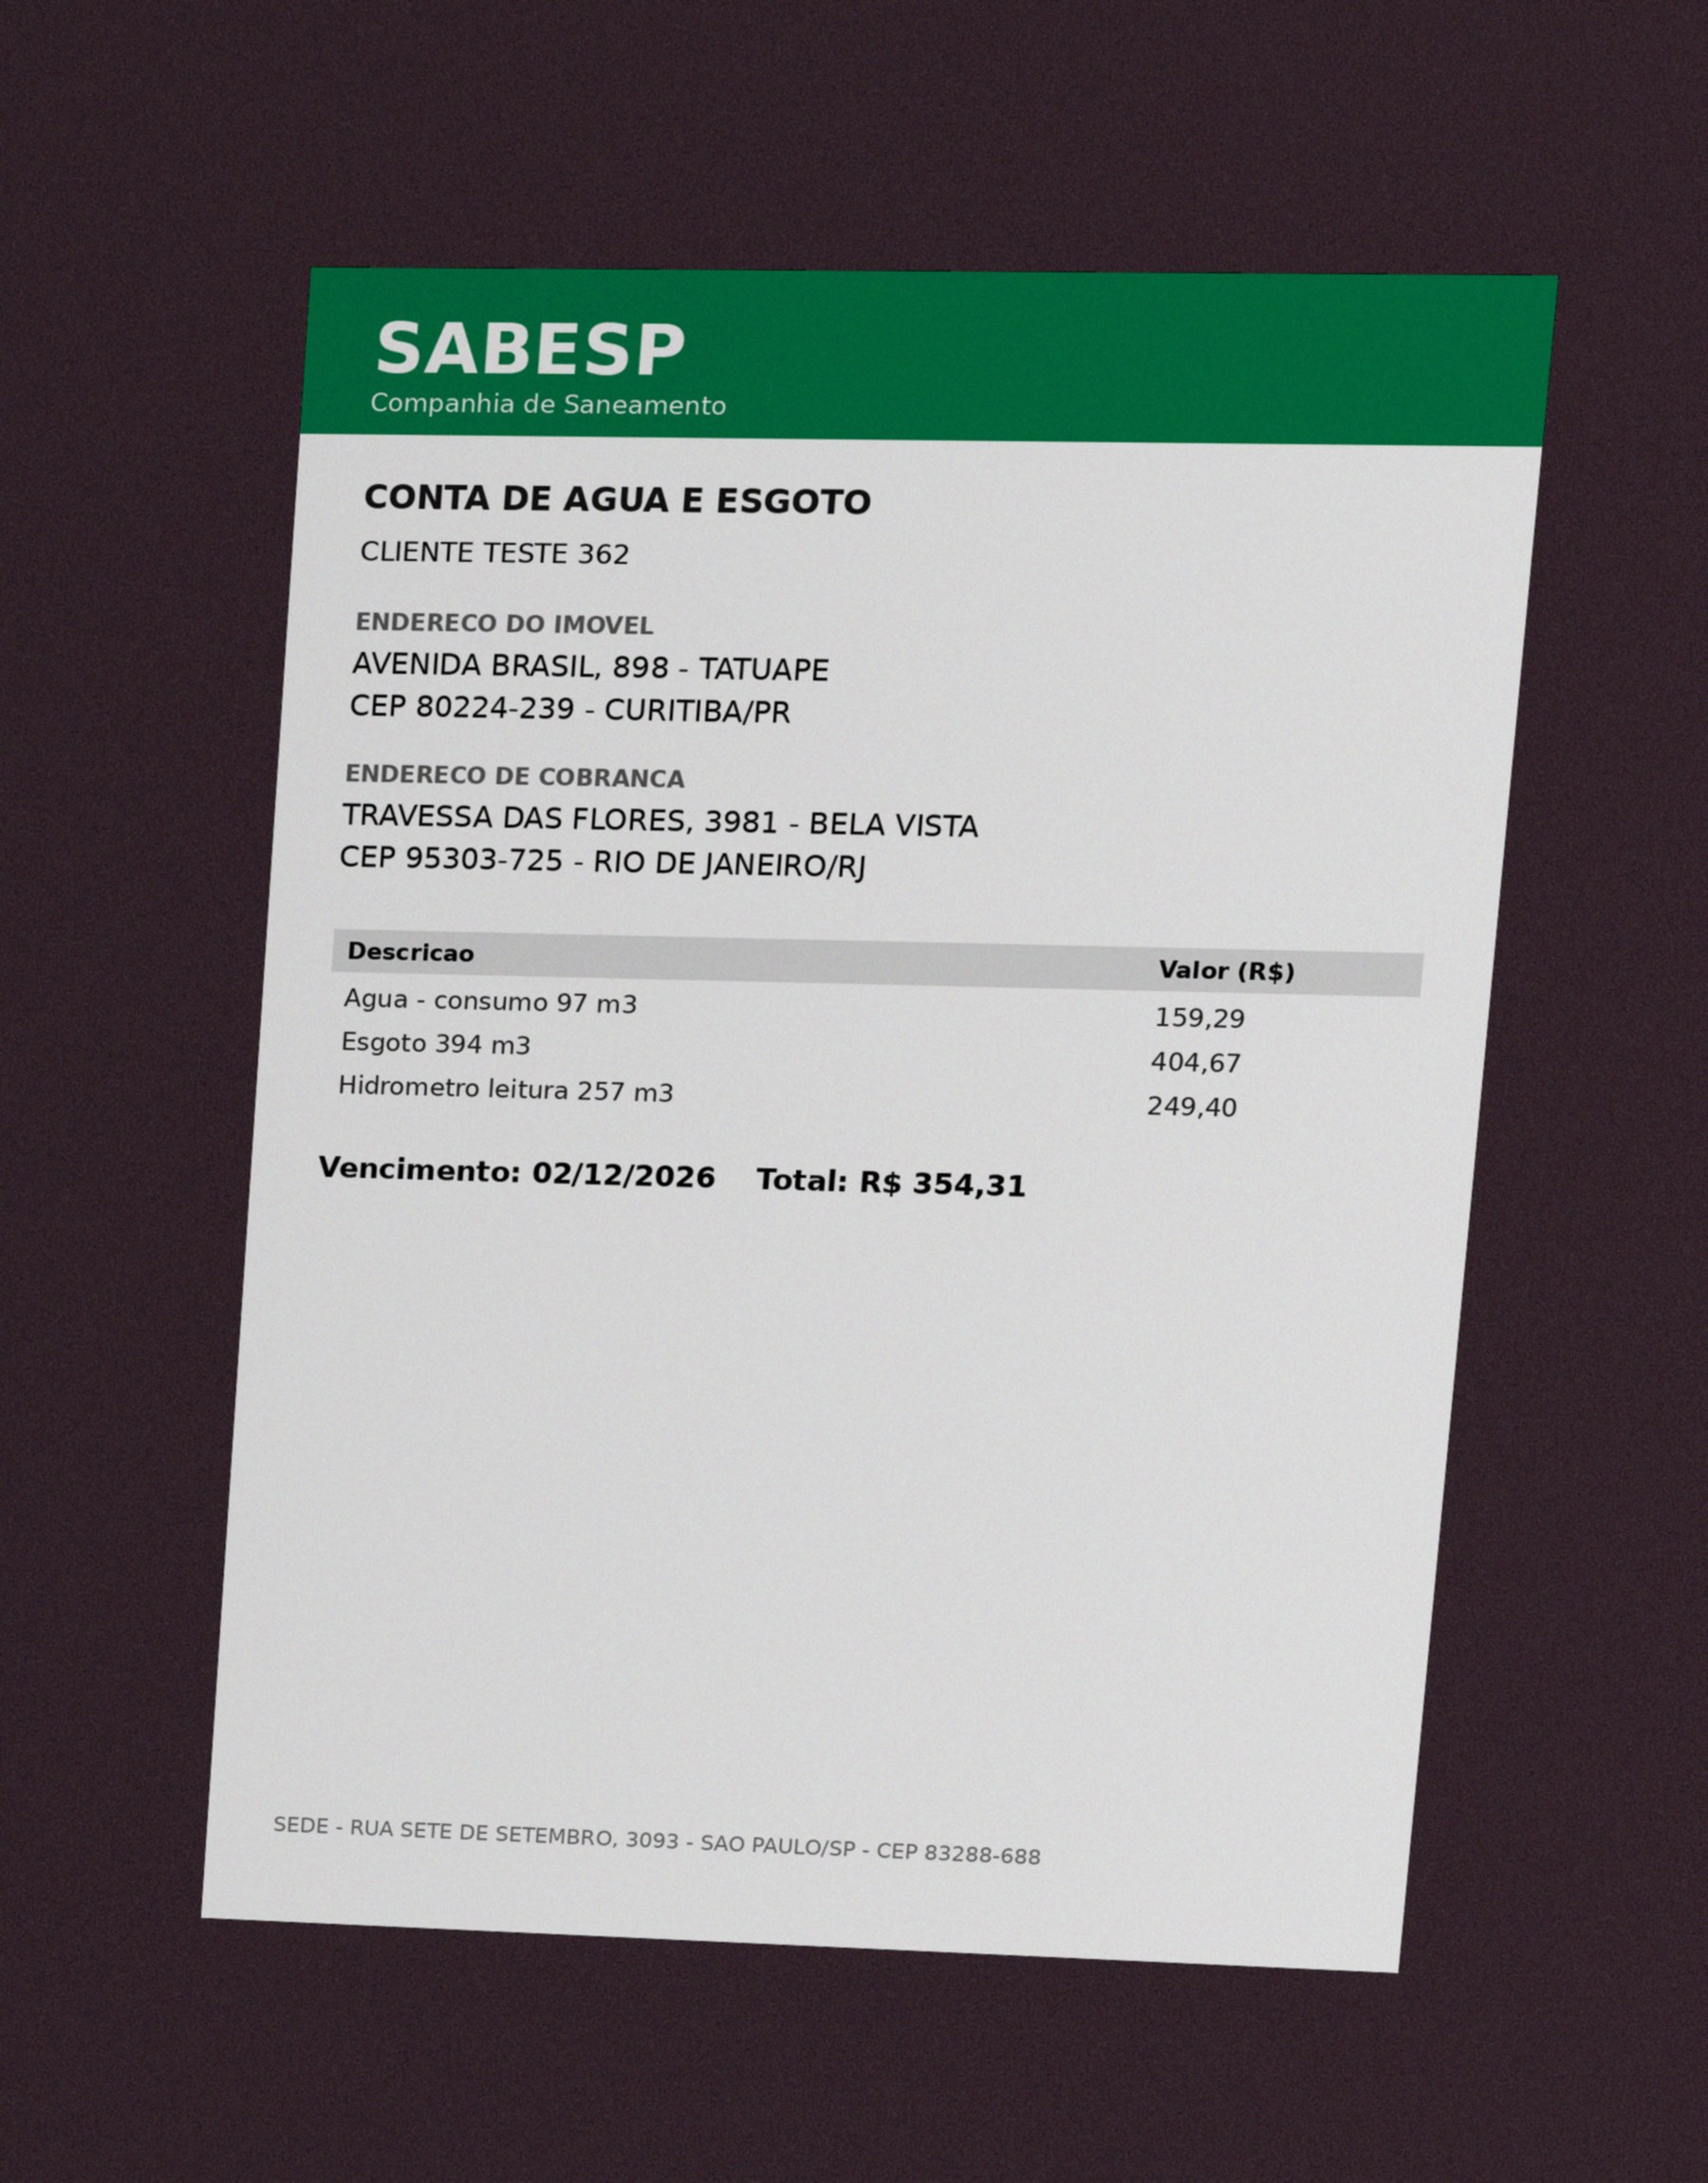 SABESP
Companhia de Saneamento
CONTA DE AGUA E ESGOTO
CLIENTE TESTE 362
ENDERECO DO IMOVEL
AVENIDA BRASIL, 898 - TATUAPE
CEP 80224-239 - CURITIBA/PR
ENDERECO DE COBRANCA
TRAVESSA DAS FLORES, 3981 - BELA VISTA
CEP 95303-725 - RIO DE JANEIRO/RJ
Descricao Valor (R$)
Agua - consumo 97 m3 159,29
Esgoto 394 m3 404,67
Hidrometro leitura 257 m3 249,40
Vencimento: 02/12/2026 Total: R$ 354,31
SEDE - RUA SETE DE SETEMBRO, 3093 - SAO PAULO/SP - CEP 83288-688